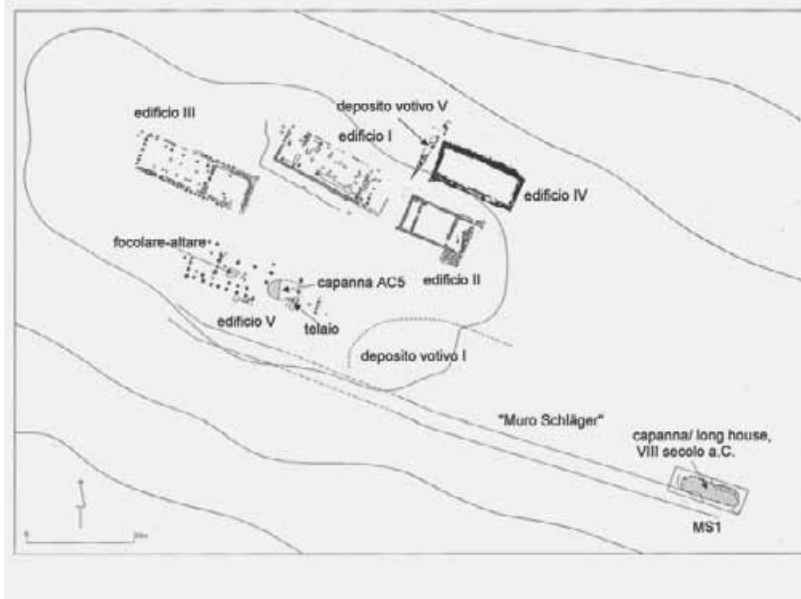 deposito votivo V
edificio III
edificio I
edificio IV
focolare-altare
capanna AC5
edificio II
edificio V
telaio
deposito votivo I
"Muro Schläger"
capanna/ long house,
VIII secolo a.C.
MS1